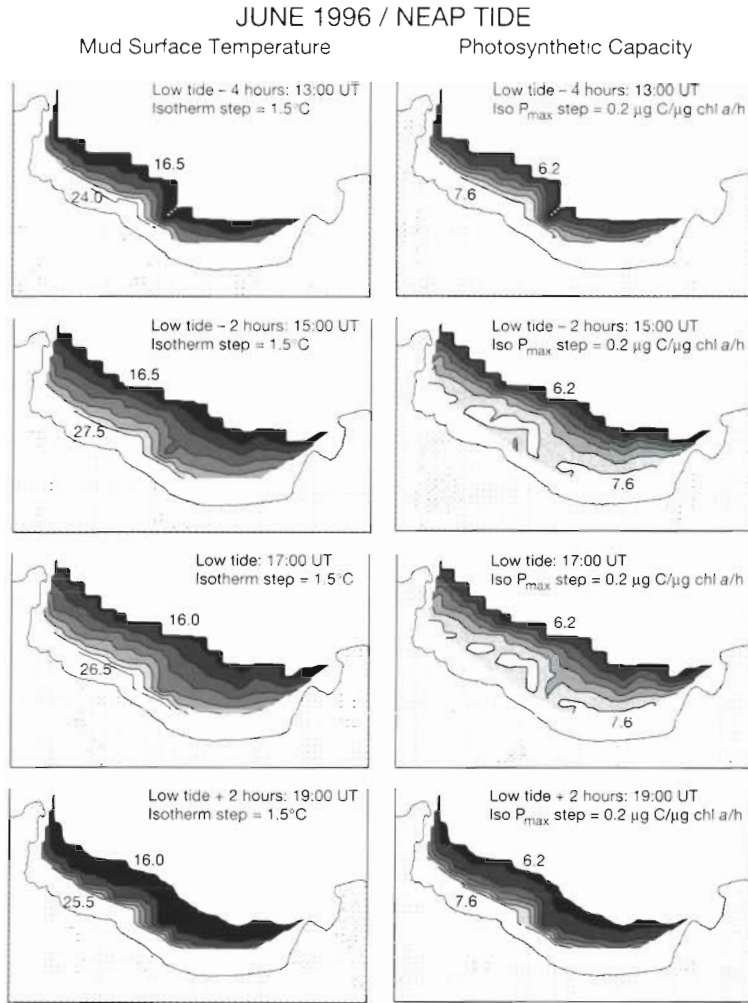 JUNE 1996 / NEAP TIDE
Mud Surface Temperature
Photosynthetic Capacity
Low tide – 4 hours: 13:00 UT
Isotherm step = 1.5°C
16.5
24.0
Low tide – 4 hours: 13:00 UT
Iso Pmax step = 0.2 µg C/µg chl a/h
6.2
7.6
Low tide – 2 hours: 15:00 UT
Isotherm step = 1.5°C
16.5
27.5
Low tide – 2 hours: 15:00 UT
Iso Pmax step = 0.2 µg C/µg chl a/h
6.2
7.6
Low tide: 17:00 UT
Isotherm step = 1.5°C
16.0
26.5
Low tide: 17:00 UT
Iso Pmax step = 0.2 µg C/µg chl a/h
6.2
7.6
Low tide + 2 hours: 19:00 UT
Isotherm step = 1.5°C
16.0
25.5
Low tide + 2 hours: 19:00 UT
Iso Pmax step = 0.2 µg C/µg chl a/h
6.2
7.6